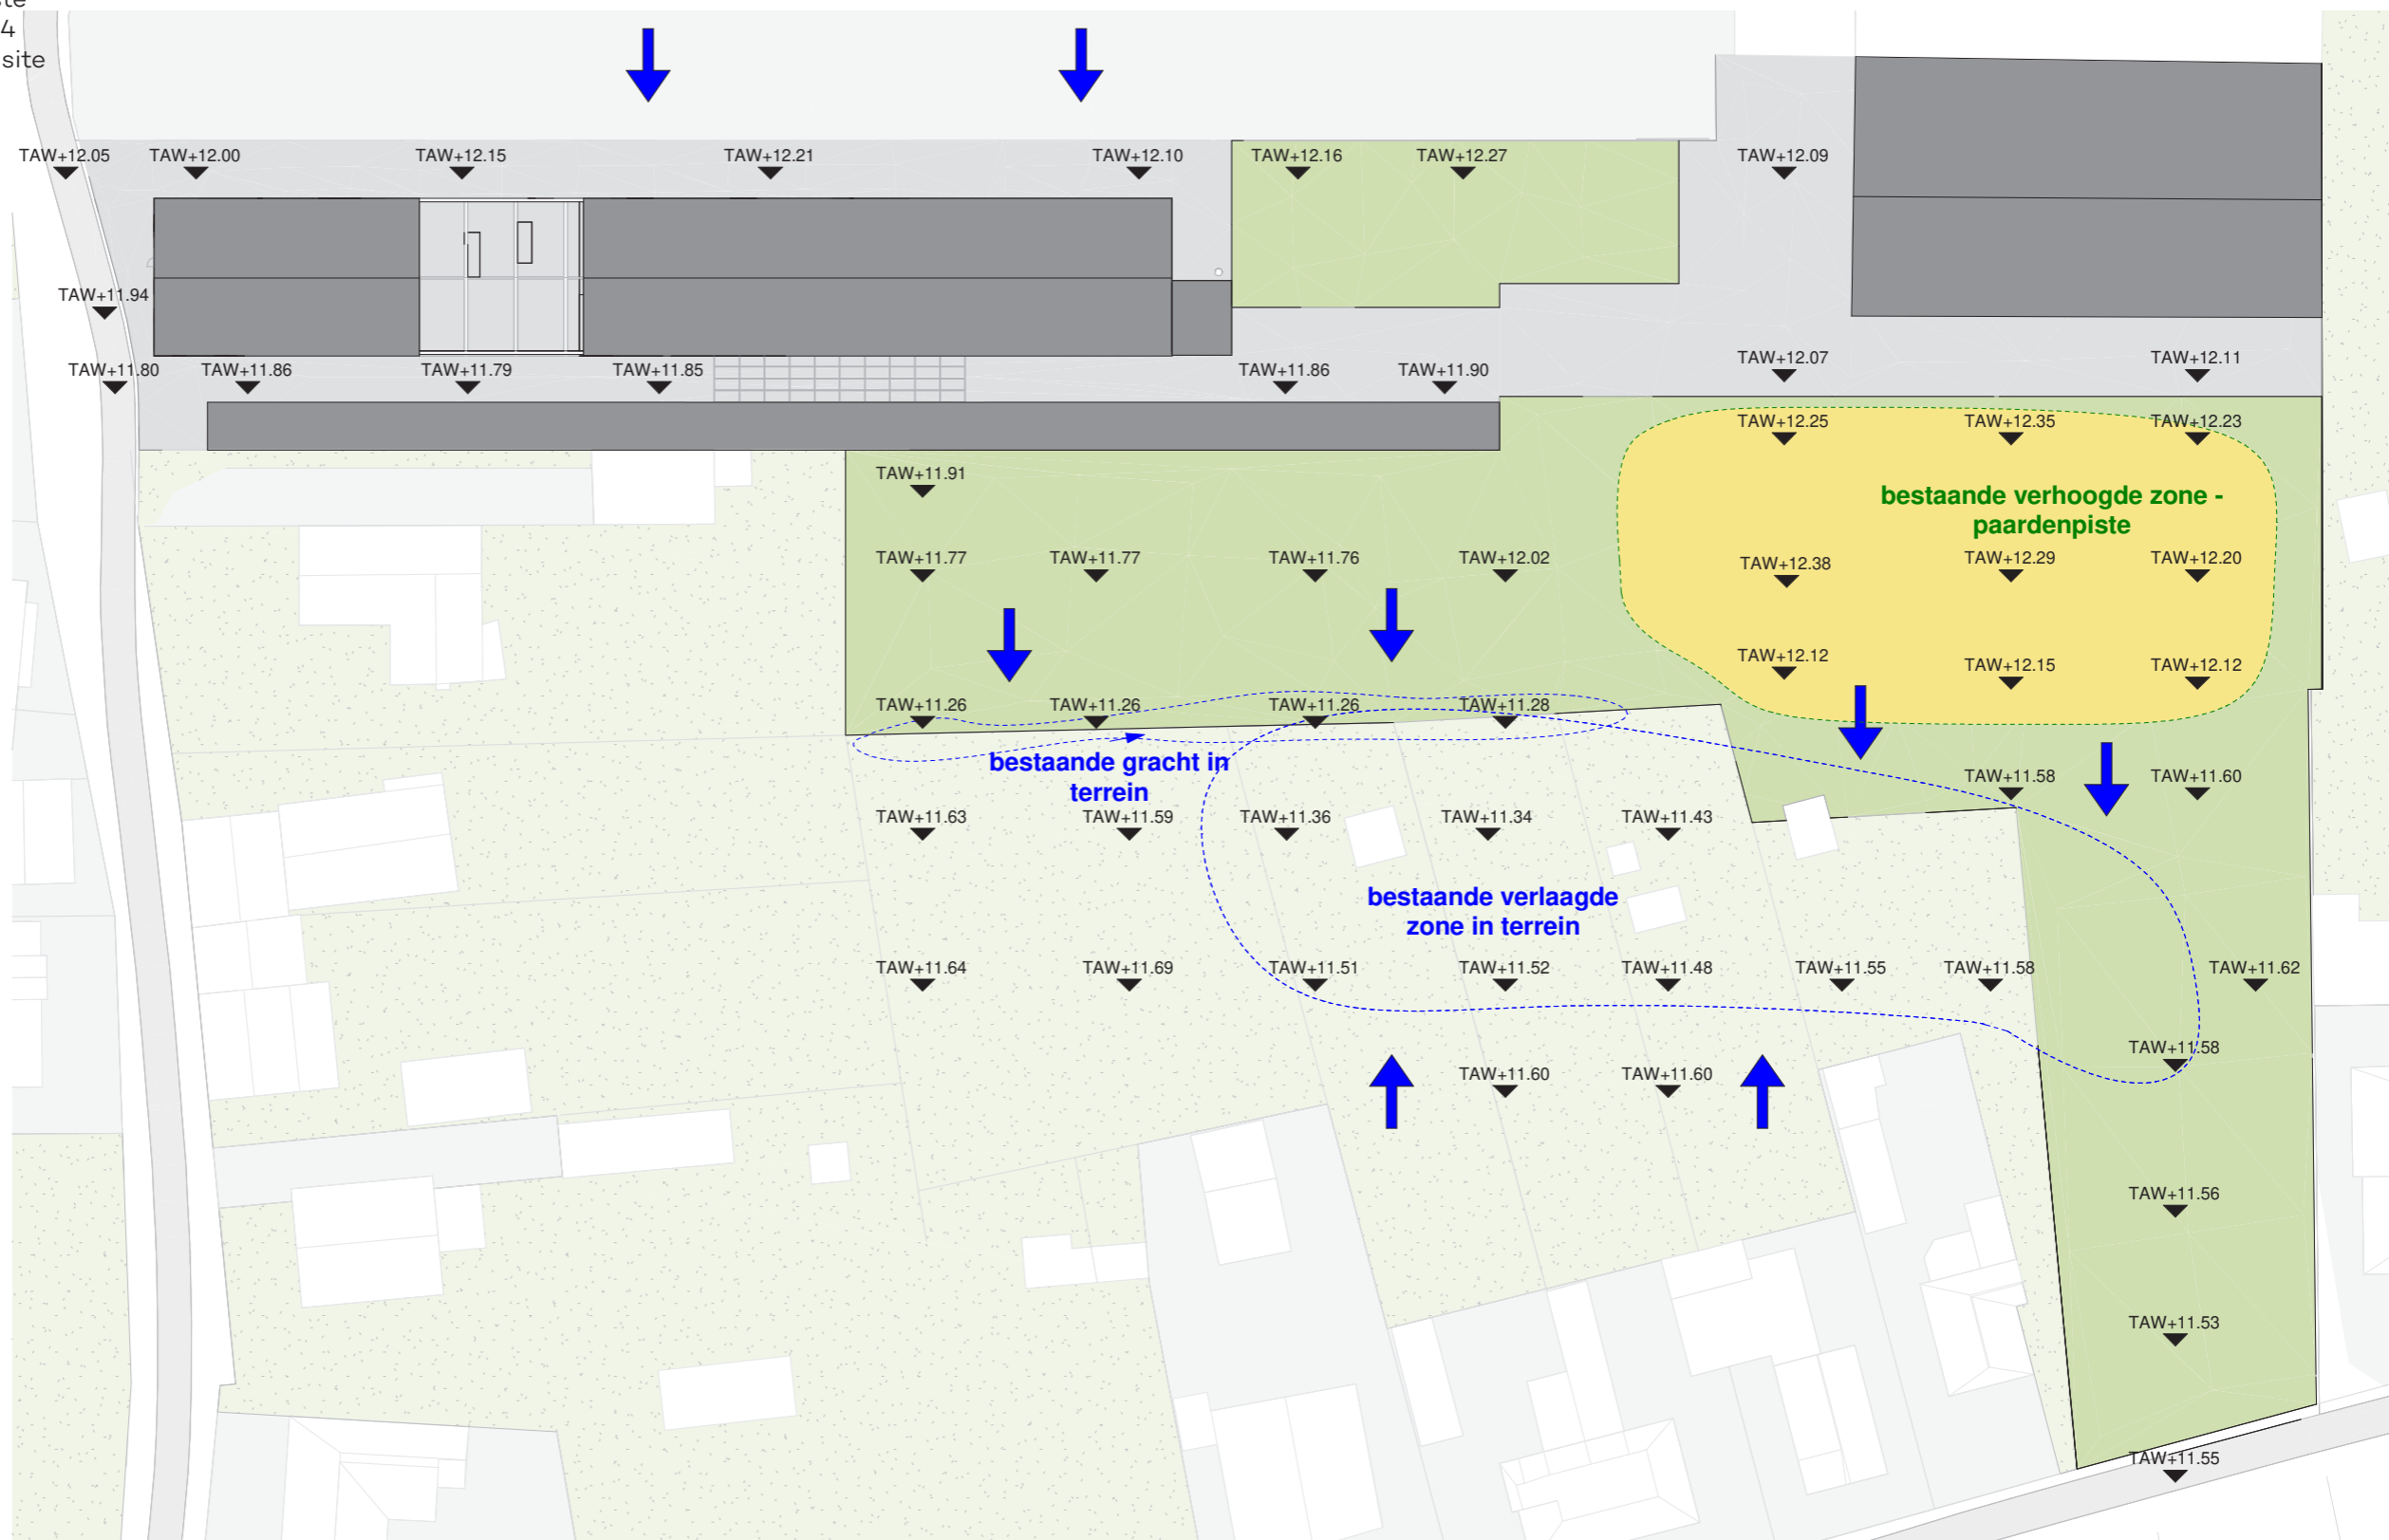 4
site
TAW+12.05
TAW+12.00
TAW+12.15
TAW+12.21
TAW+12.10
TAW+12.16
TAW+12.27
TAW+12.09
TAW+11.94
TAW+11.80
TAW+11.86
TAW+11.79
TAW+11.85
TAW+11.86
TAW+11.90
TAW+12.07
TAW+12.11
TAW+12.25
TAW+12.35
TAW+12.23
TAW+11.91
bestaande verhoogde zone -
paardenpiste
TAW+11.77
TAW+11.77
TAW+11.76
TAW+12.02
TAW+12.38
TAW+12.29
TAW+12.20
TAW+12.12
TAW+12.15
TAW+12.12
TAW+11.26
TAW+11.26
TAW+11.26
TAW+11.28
bestaande gracht in
terrein
TAW+11.58
TAW+11.60
TAW+11.63
TAW+11.59
TAW+11.36
TAW+11.34
TAW+11.43
bestaande verlaagde
zone in terrein
TAW+11.64
TAW+11.69
TAW+11.51
TAW+11.52
TAW+11.48
TAW+11.55
TAW+11.58
TAW+11.62
TAW+11.58
TAW+11.60
TAW+11.60
TAW+11.56
TAW+11.53
TAW+11.55